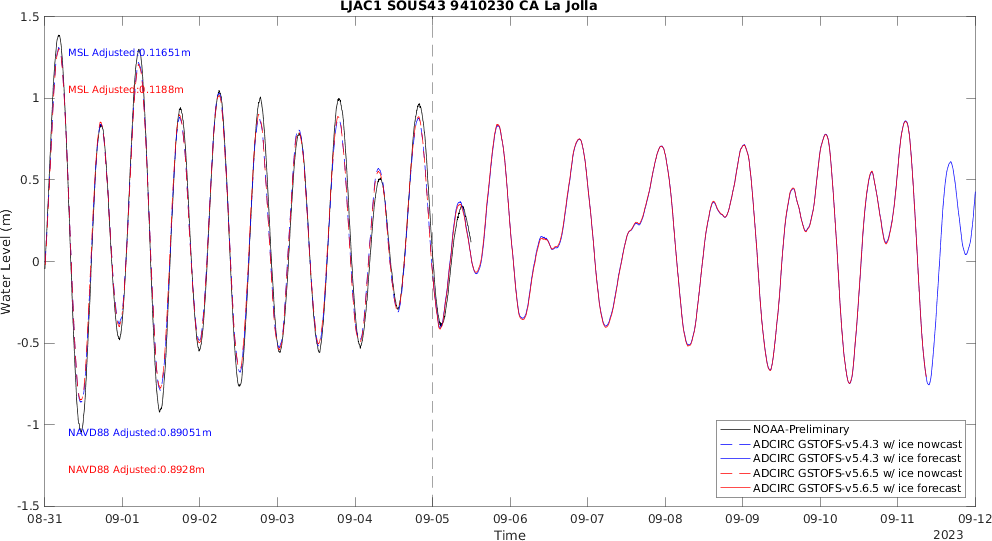 LJAC1 SOUS43 9410230 CA La Jolla
1.5
1
0.5
0
-0.5
-1
-1.5
Water Level (m)
MSL Adjusted:0.11651m
MSL Adjusted:0.1188m
NAVD88 Adjusted:0.89051m
NAVD88 Adjusted:0.8928m
NOAA-Preliminary
ADCIRC GSTOFS-v5.4.3 w/ ice nowcast
ADCIRC GSTOFS-v5.4.3 w/ ice forecast
ADCIRC GSTOFS-v5.6.5 w/ ice nowcast
ADCIRC GSTOFS-v5.6.5 w/ ice forecast
08-31 09-01 09-02 09-03 09-04 09-05 09-06 09-07 09-08 09-09 09-10 09-11 09-12
Time
2023